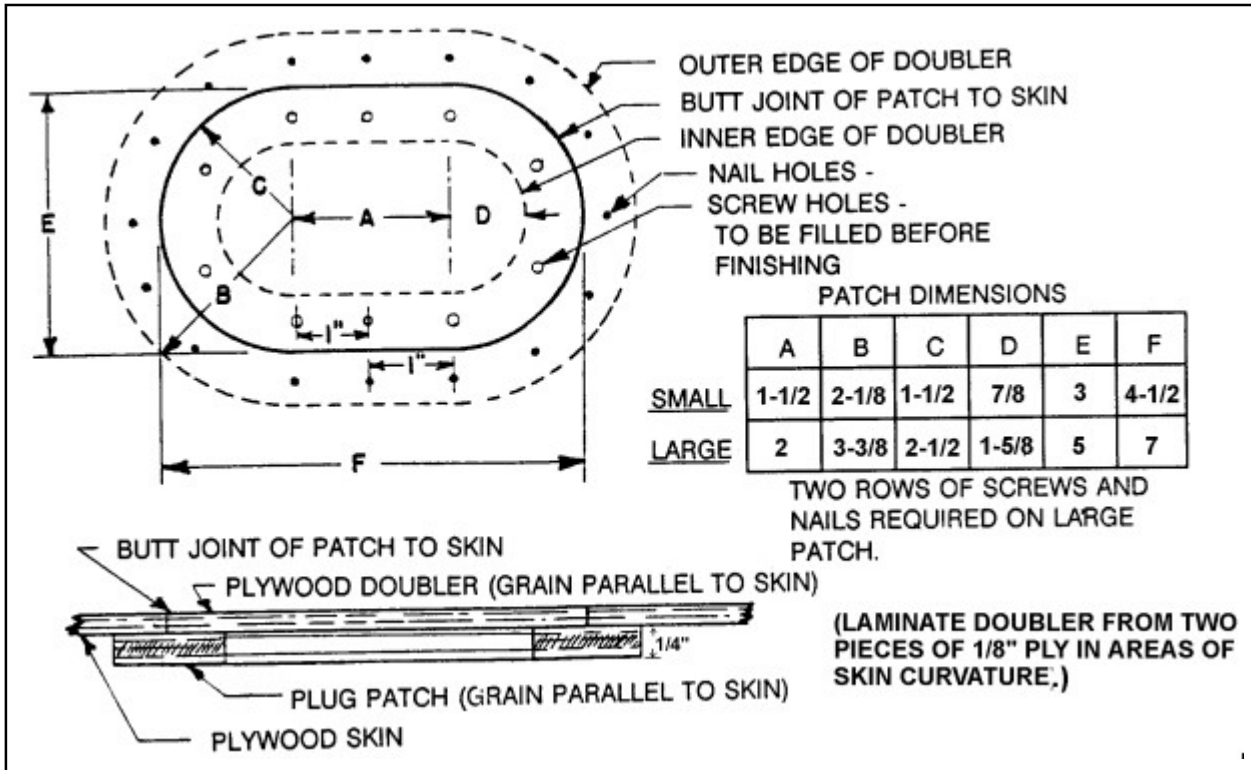 OUTER EDGE OF DOUBLER
BUTT JOINT OF PATCH TO SKIN
INNER EDGE OF DOUBLER
NAIL HOLES -
SCREW HOLES -
TO BE FILLED BEFORE
FINISHING
E
C
A
D
B
1"
1"
F
PATCH DIMENSIONS
A B C D E F
SMALL 1-1/2 2-1/8 1-1/2 7/8 3 4-1/2
LARGE 2 3-3/8 2-1/2 1-5/8 5 7
TWO ROWS OF SCREWS AND
NAILS REQUIRED ON LARGE
PATCH.
BUTT JOINT OF PATCH TO SKIN
PLYWOOD DOUBLER (GRAIN PARALLEL TO SKIN)
1/4"
PLUG PATCH (GRAIN PARALLEL TO SKIN)
PLYWOOD SKIN
(LAMINATE DOUBLER FROM TWO
PIECES OF 1/8" PLY IN AREAS OF
SKIN CURVATURE.)